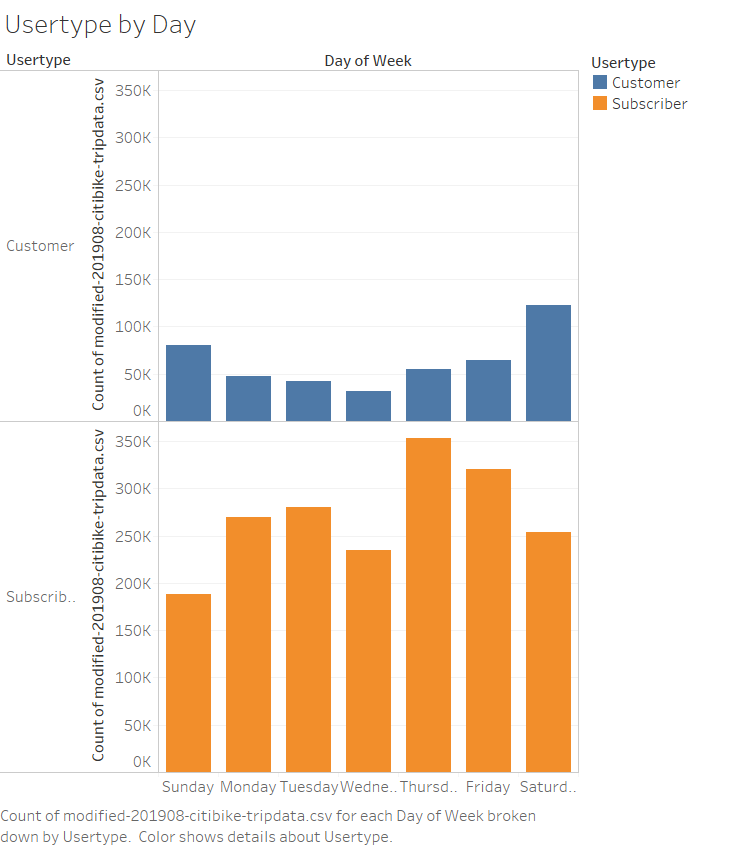 Usertype by Day
Usertype
Day of Week
Usertype
Customer
Subscriber
Customer
Count of modified-201908-citibike-tripdata.csv
350K
300K
250K
200K
150K
100K
50K
0K
Subscrib..
Count of modified-201908-citibike-tripdata.csv
350K
300K
250K
200K
150K
100K
50K
0K
Sunday Monday Tuesday Wedne.. Thursd.. Friday Saturd..
Count of modified-201908-citibike-tripdata.csv for each Day of Week broken
down by Usertype. Color shows details about Usertype.